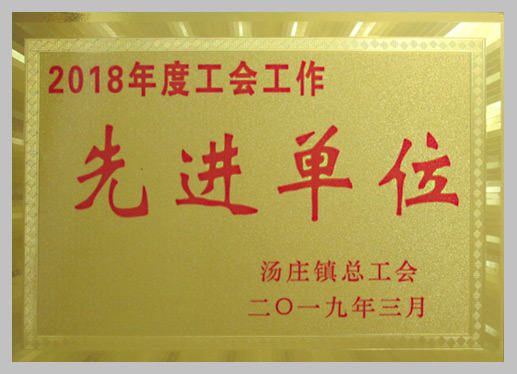 2018年度工会工作
先进单位
汤庄镇总工会
二〇一九年三月